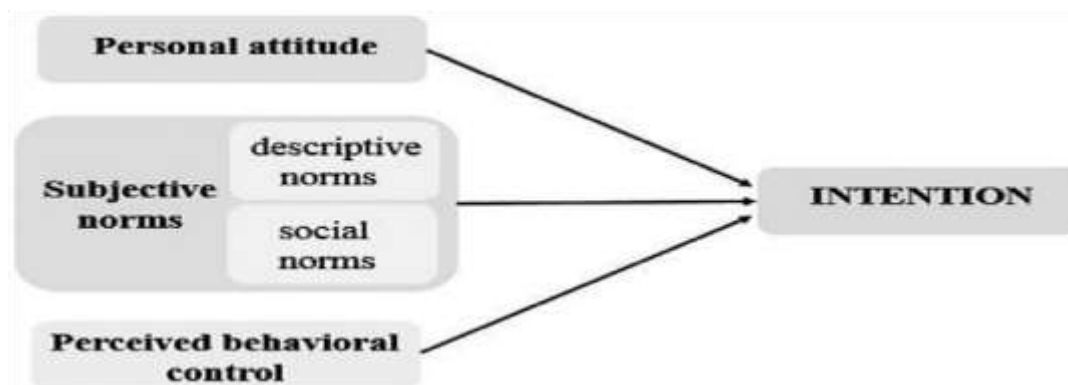 Personal attitude
descriptive
norms
Subjective
norms
social
norms
INTENTION
Perceived behavioral
control